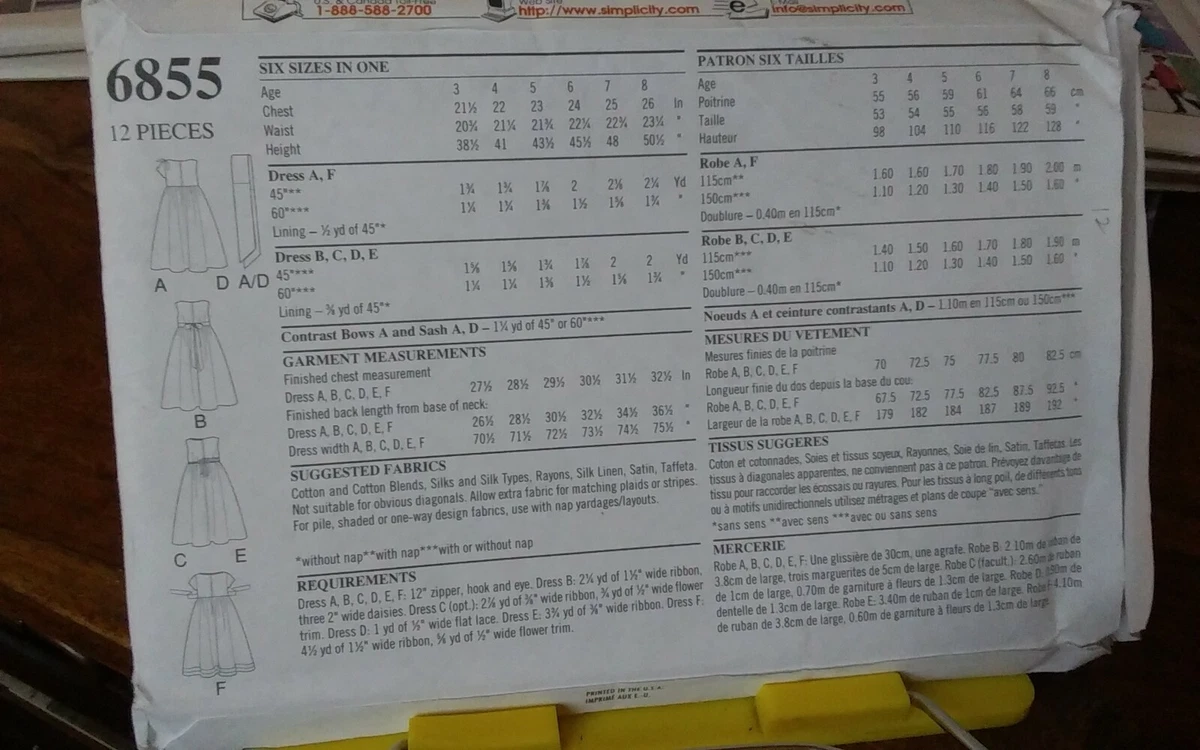 U.S. & Canada Toll-Free
1-888-588-2700
Web Site
http://www.simplicity.com
info@simplicity.com
6855
12 PIECES
A
D A/D
B
C
E
F
SIX SIZES IN ONE
Age 3 4 5 6 7 8
Chest 21½ 22 23 24 25 26 In
Waist 20¾ 21¼ 21¾ 22¼ 22¾ 23¼ "
Height 38½ 41 43½ 45½ 48 50½ "
Dress A, F
45"** 1¾ 1¾ 1⅞ 2 2⅛ 2¼ Yd
60"*** 1¼ 1¼ 1⅜ 1½ 1⅝ 1¾ "
Lining – ½ yd of 45"*
Dress B, C, D, E
45"*** 1⅝ 1⅝ 1¾ 1⅞ 2 2 Yd
60"*** 1¼ 1¼ 1⅜ 1½ 1⅝ 1¾ "
Lining – ⅜ yd of 45"*
Contrast Bows A and Sash A, D – 1¼ yd of 45" or 60"***
GARMENT MEASUREMENTS
Finished chest measurement
Dress A, B, C, D, E, F 27½ 28½ 29½ 30½ 31½ 32½ In
Finished back length from base of neck:
Dress A, B, C, D, E, F 26½ 28½ 30½ 32½ 34½ 36½ "
Dress width A, B, C, D, E, F 70½ 71½ 72½ 73½ 74½ 75½ "
SUGGESTED FABRICS
Cotton and Cotton Blends, Silks and Silk Types, Rayons, Silk Linen, Satin, Taffeta.
Not suitable for obvious diagonals. Allow extra fabric for matching plaids or stripes.
For pile, shaded or one-way design fabrics, use with nap yardages/layouts.
*without nap**with nap***with or without nap
REQUIREMENTS
Dress A, B, C, D, E, F: 12" zipper, hook and eye. Dress B: 2¼ yd of 1½" wide ribbon,
three 2" wide daisies. Dress C (opt.): 2⅞ yd of ⅜" wide ribbon, ¾ yd of ½" wide flower
trim. Dress D: 1 yd of ½" wide flat lace. Dress E: 3¾ yd of ⅜" wide ribbon. Dress F:
4½ yd of 1½" wide ribbon, ⅝ yd of ½" wide flower trim.
PATRON SIX TAILLES
Age 3 4 5 6 7 8
Poitrine 55 56 59 61 64 66 cm
Taille 53 54 55 56 58 59 "
Hauteur 98 104 110 116 122 128 "
Robe A, F
115cm** 1.60 1.60 1.70 1.80 1.90 2.00 m
150cm*** 1.10 1.20 1.30 1.40 1.50 1.60 "
Doublure – 0.40m en 115cm*
Robe B, C, D, E
115cm*** 1.40 1.50 1.60 1.70 1.80 1.90 m
150cm*** 1.10 1.20 1.30 1.40 1.50 1.60 "
Doublure – 0.40m en 115cm*
Noeuds A et ceinture contrastants A, D – 1.10m en 115cm ou 150cm***
MESURES DU VETEMENT
Mesures finies de la poitrine
Robe A, B, C, D, E, F 70 72.5 75 77.5 80 82.5 cm
Longueur finie du dos depuis la base du cou:
Robe A, B, C, D, E, F 67.5 72.5 77.5 82.5 87.5 92.5 "
Largeur de la robe A, B, C, D, E, F 179 182 184 187 189 192 "
TISSUS SUGGERES
Coton et cotonnades, Soies et tissus soyeux, Rayonnes, Soie de lin, Satin, Taffetas. Les
tissus à diagonales apparentes, ne conviennent pas à ce patron. Prévoyez davantage de
tissu pour raccorder les écossais ou rayures. Pour les tissus à long poil, de différents tons
ou à motifs unidirectionnels utilisez métrages et plans de coupe "avec sens."
*sans sens **avec sens ***avec ou sans sens
MERCERIE
Robe A, B, C, D, E, F: Une glissière de 30cm, une agrafe. Robe B: 2.10m de ruban de
3.8cm de large, trois marguerites de 5cm de large. Robe C (facult.): 2.60m de ruban
de 1cm de large, 0.70m de garniture à fleurs de 1.3cm de large. Robe D: 0.90m de
dentelle de 1.3cm de large. Robe E: 3.40m de ruban de 1cm de large. Robe F: 4.10m
de ruban de 3.8cm de large, 0.60m de garniture à fleurs de 1.3cm de large.
12
PRINTED IN THE U.S.A.
IMPRIMÉ AUX E.-U.